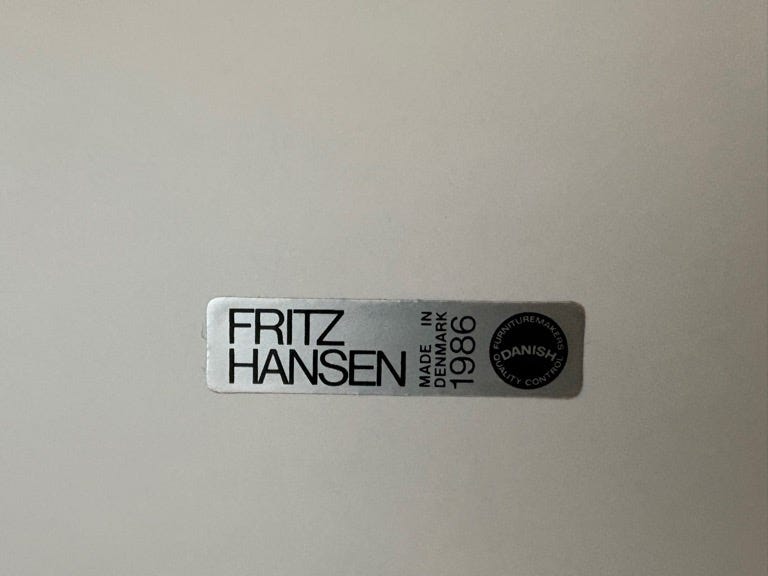 FRITZ
HANSEN
MADE IN
DENMARK
1986
FURNITUREMAKERS
DANISH
QUALITY CONTROL